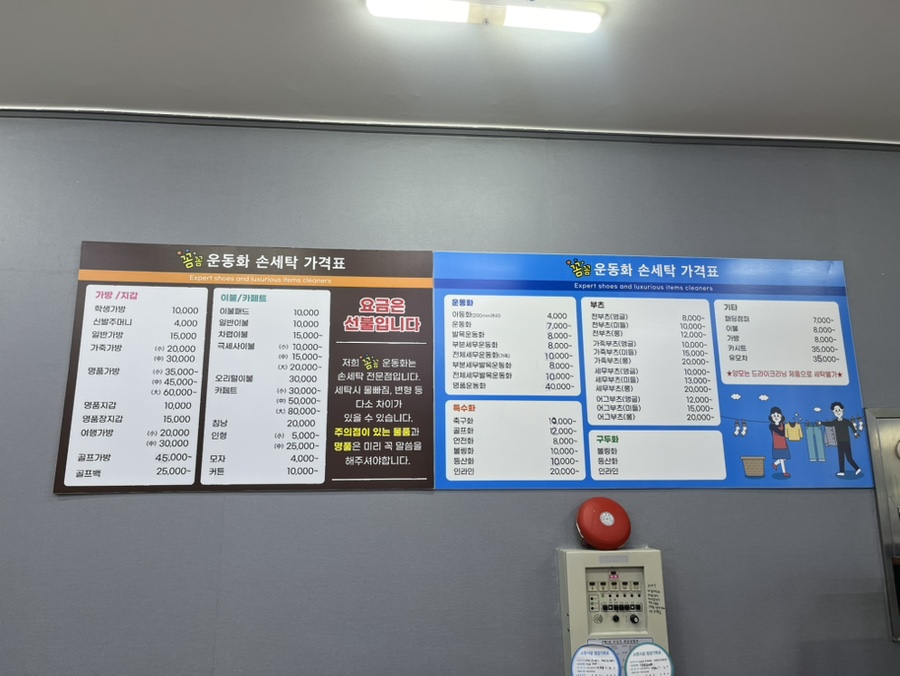 꼼꼼 운동화 손세탁 가격표
Expert shoes and luxurious items cleaners
가방 /지갑
학생가방 10,000
신발주머니 4,000
일반가방 15,000
가죽가방 (小) 20,000
(中) 30,000
명품가방 (小) 35,000~
(中) 45,000~
(大) 60,000~
명품지갑 10,000
명품장지갑 15,000
여행가방 (小) 20,000
(中) 30,000
골프가방 45,000~
골프백 25,000~
이불/카페트
이불패드 10,000
일반이불 10,000
차렵이불 15,000
극세사이불 (小) 10,000
(中) 15,000~
(大) 20,000~
오리털이불 30,000
카페트 (小) 30,000~
(中) 50,000~
(大) 80,000~
침낭 20,000
인형 (小) 5,000~
(中) 25,000~
모자 4,000~
커튼 10,000~
요금은
선불입니다
저희 꼼꼼 운동화는
손세탁 전문점입니다.
세탁시 물빠짐, 변형 등
다소 차이가
있을 수 있습니다.
주의점이 있는 물품과
명품은 미리 꼭 말씀을
해주셔야합니다.
꼼꼼 운동화 손세탁 가격표
Expert shoes and luxurious items cleaners
운동화
아동화 4,000
운동화 7,000~
발목운동화 8,000~
부분세무운동화 8,000~
전체세무운동화 10,000~
부분세무발목운동화 8,000~
전체세무발목운동화 10,000~
명품운동화 40,000~
특수화
축구화
골프화 12,000~
안전화 8,000~
볼링화 10,000~
등산화 10,000~
인라인 20,000~
부츠
천부츠(앵글) 8,000~
천부츠(미들) 10,000~
천부츠(롱) 12,000~
가죽부츠(앵글) 10,000~
가죽부츠(미들) 15,000~
가죽부츠(롱) 20,000~
세무부츠(앵글) 10,000~
세무부츠(미들) 13,000~
세무부츠(롱) 20,000~
어그부츠(앵글) 12,000~
어그부츠(미들) 15,000~
어그부츠(롱) 20,000~
구두화
볼링화
등산화
인라인
기타
패딩점퍼 7,000~
이불 8,000~
가방 8,000~
카시트 35,000~
유모차 35,000~
★양모는 드라이크리닝 제품으로 세탁불가★